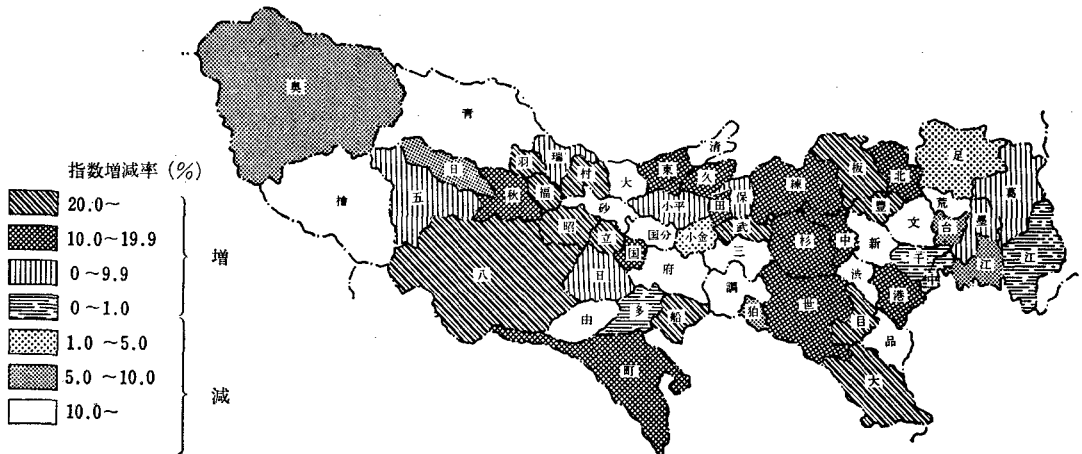 指数増減率 (%)
20.0～
10.0～19.9
0～9.9
0～1.0
1.0～5.0
5.0～10.0
10.0～
増
減
奥
青
檜
日
五
秋
羽
瑞
村
福
昭
砂
大
東
清
久
小平
田
保
立
国
国分
小金
武
三
八
日
府
調
狛
由
多
船
町
練
板
北
豊
足
葛
荒
文
台
墨
杉
中
新
千
中
江
江
渋
港
世
目
品
大